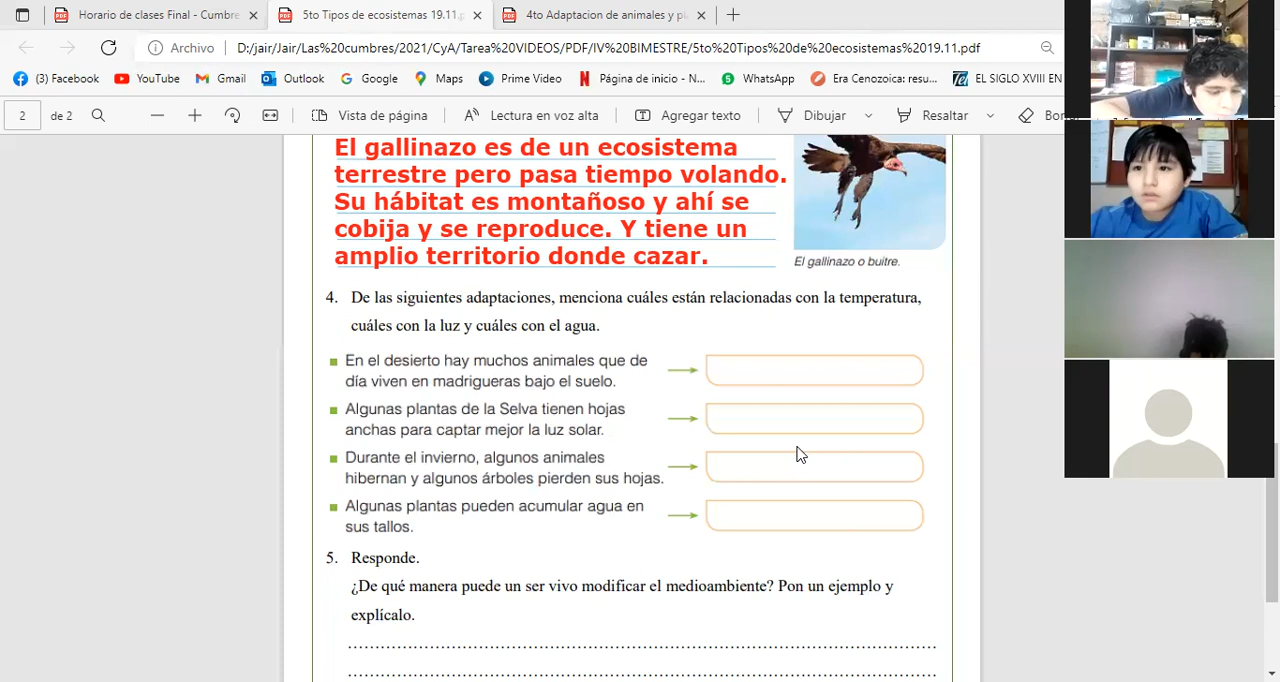 Horario de clases Final - Cumbre
5to Tipos de ecosistemas 19.11.p
4to Adaptacion de animales y pl
Archivo
D:/jair/Jair/Las%20cumbres/2021/CyA/Tarea%20VIDEOS/PDF/IV%20BIMESTRE/5to%20Tipos%20de%20ecosistemas%2019.11.pdf
(3) Facebook
YouTube
Gmail
Outlook
Google
Maps
Prime Video
Página de inicio - N...
WhatsApp
Era Cenozoica: resu...
EL SIGLO XVIII EN
2
de 2
Vista de página
Lectura en voz alta
Agregar texto
Dibujar
Resaltar
El gallinazo es de un ecosistema
terrestre pero pasa tiempo volando.
Su hábitat es montañoso y ahí se
cobija y se reproduce. Y tiene un
amplio territorio donde cazar.
El gallinazo o buitre.
4. De las siguientes adaptaciones, menciona cuáles están relacionadas con la temperatura,
cuáles con la luz y cuáles con el agua.
En el desierto hay muchos animales que de
día viven en madrigueras bajo el suelo.
Algunas plantas de la Selva tienen hojas
anchas para captar mejor la luz solar.
Durante el invierno, algunos animales
hibernan y algunos árboles pierden sus hojas.
Algunas plantas pueden acumular agua en
sus tallos.
5. Responde.
¿De qué manera puede un ser vivo modificar el medioambiente? Pon un ejemplo y
explícalo.